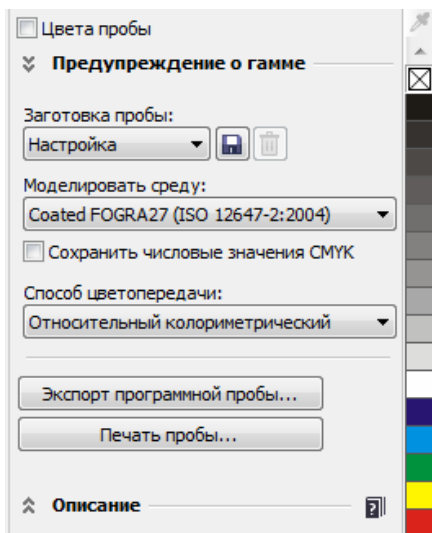 Цвета пробы
Предупреждение о гамме
Заготовка пробы:
Настройка
Моделировать среду:
Coated FOGRA27 (ISO 12647-2:2004)
Сохранить числовые значения CMYK
Способ цветопередачи:
Относительный колориметрический
Экспорт программной пробы...
Печать пробы...
Описание
?